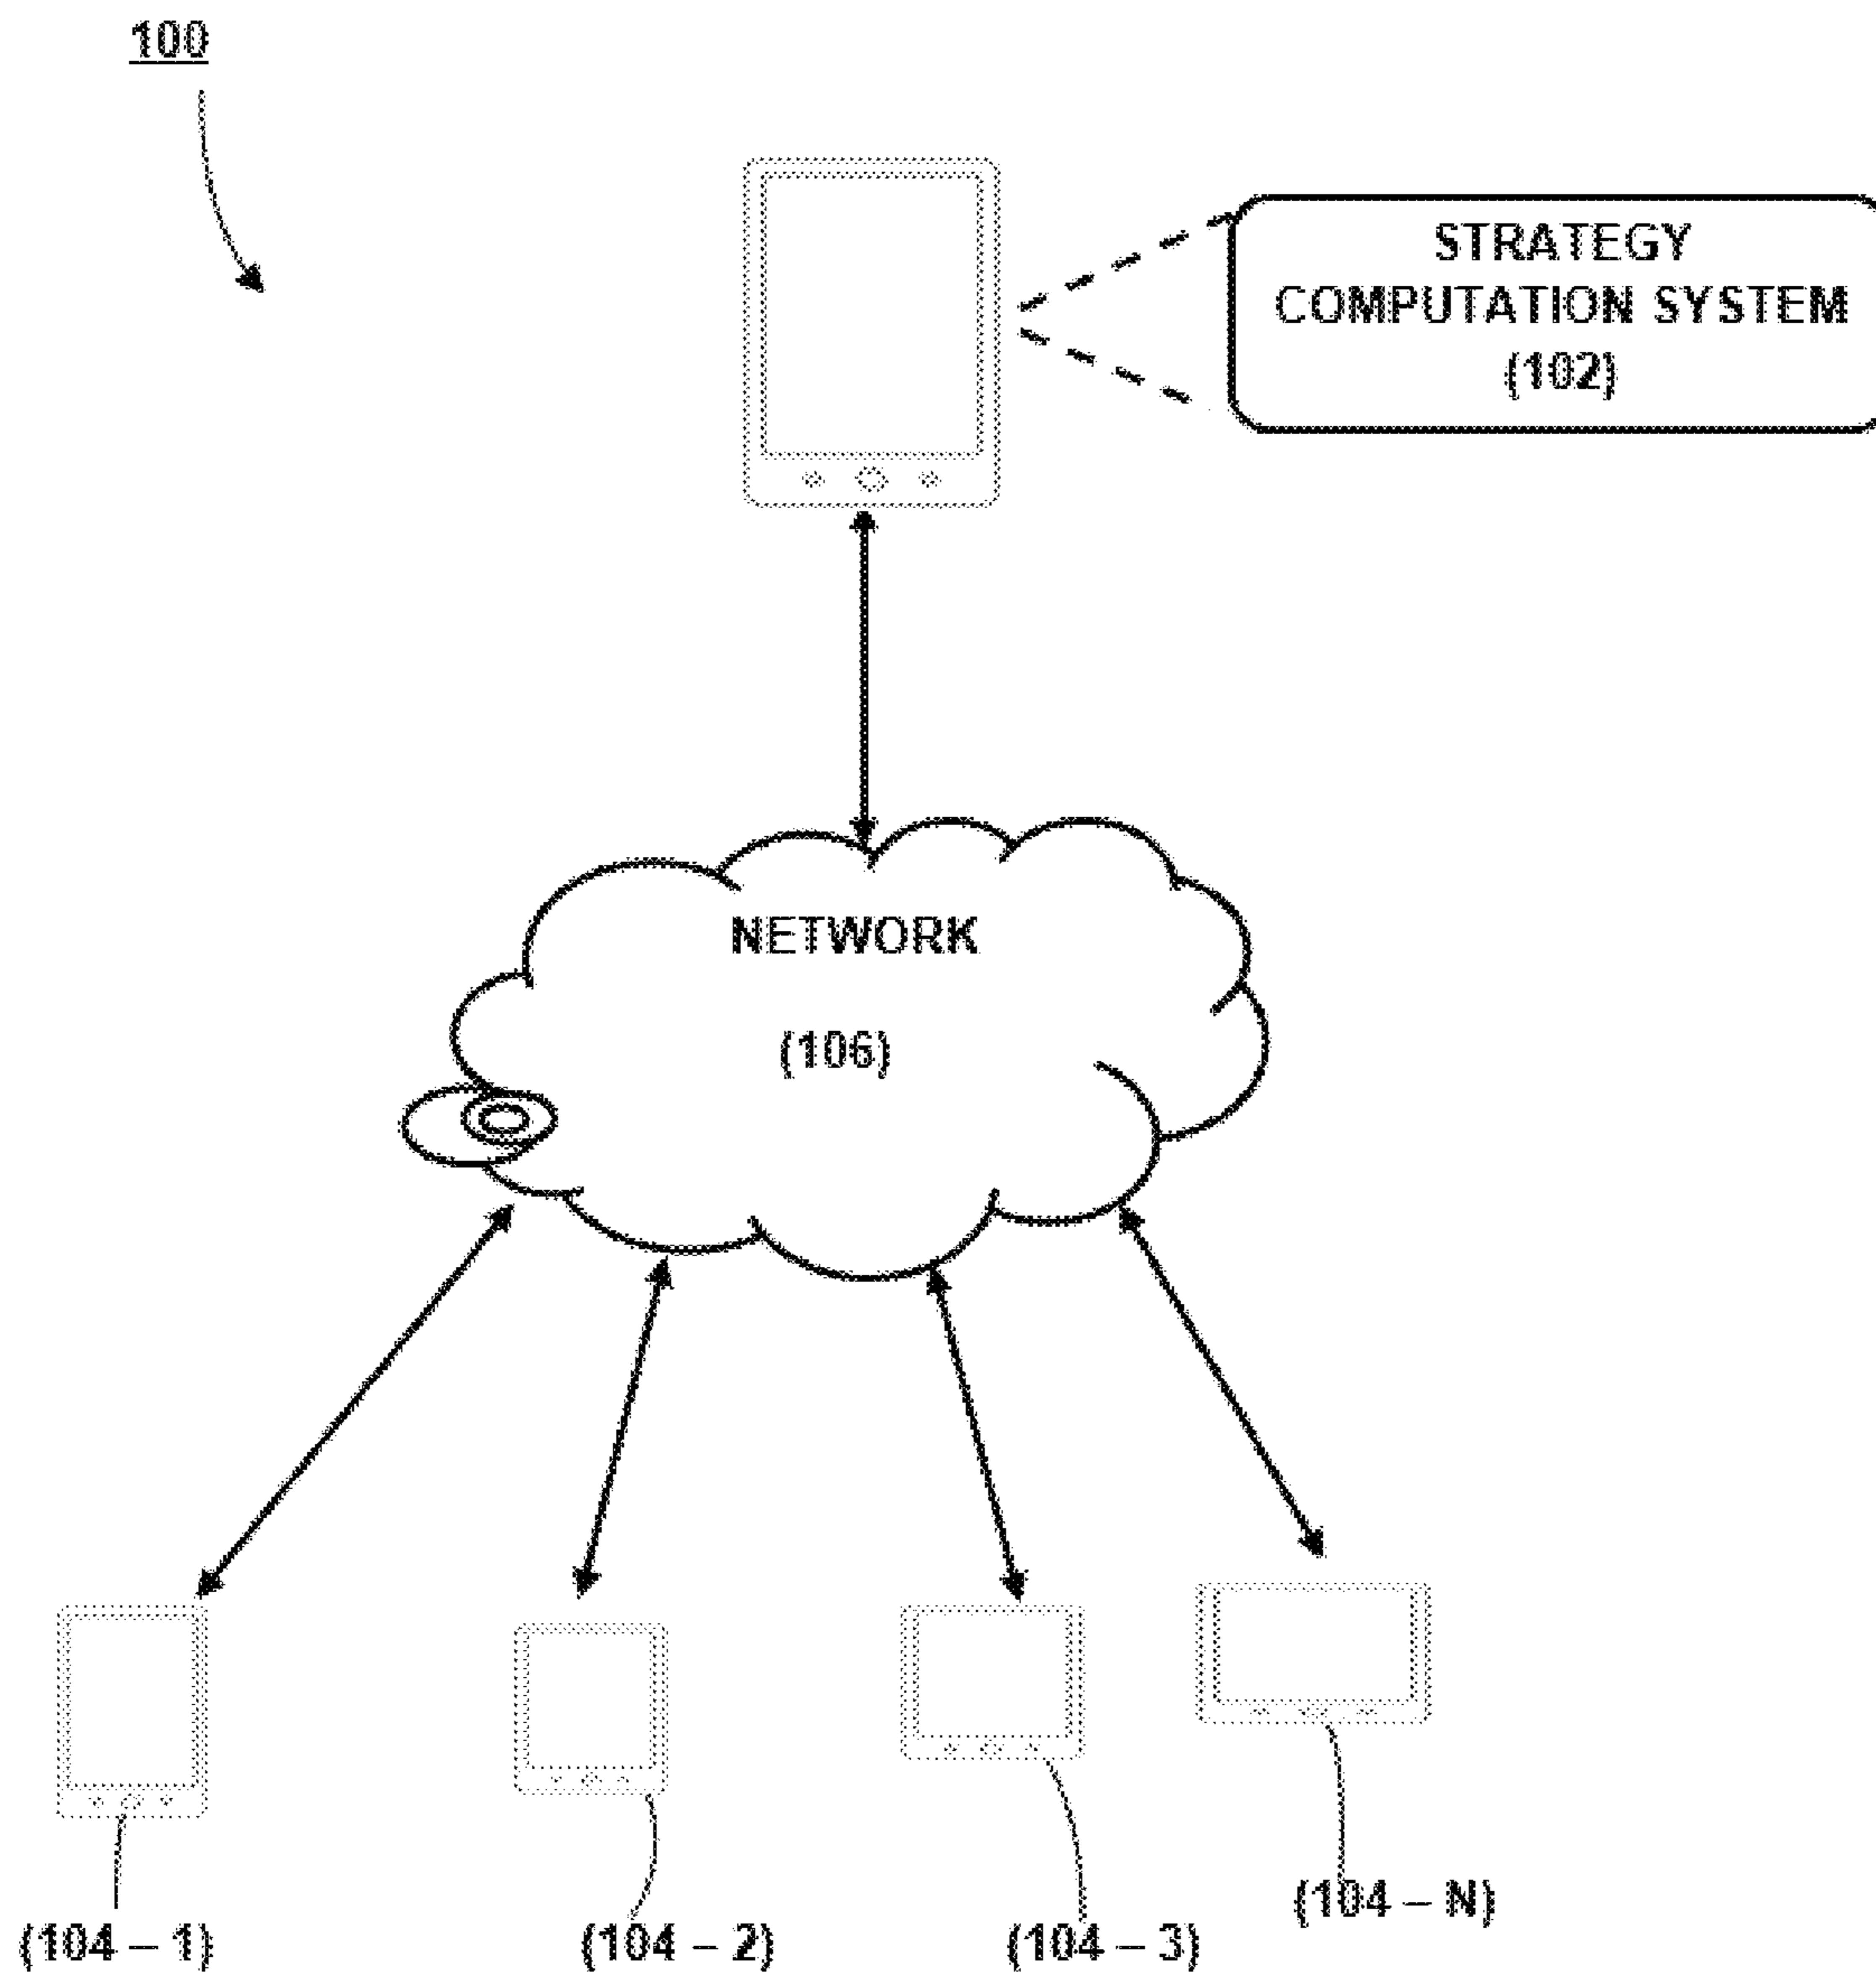 100
STRATEGY
COMPUTATION SYSTEM
(102)
NETWORK
(106)
(104 – 1)
(104 – 2)
(104 – 3)
(104 – N)